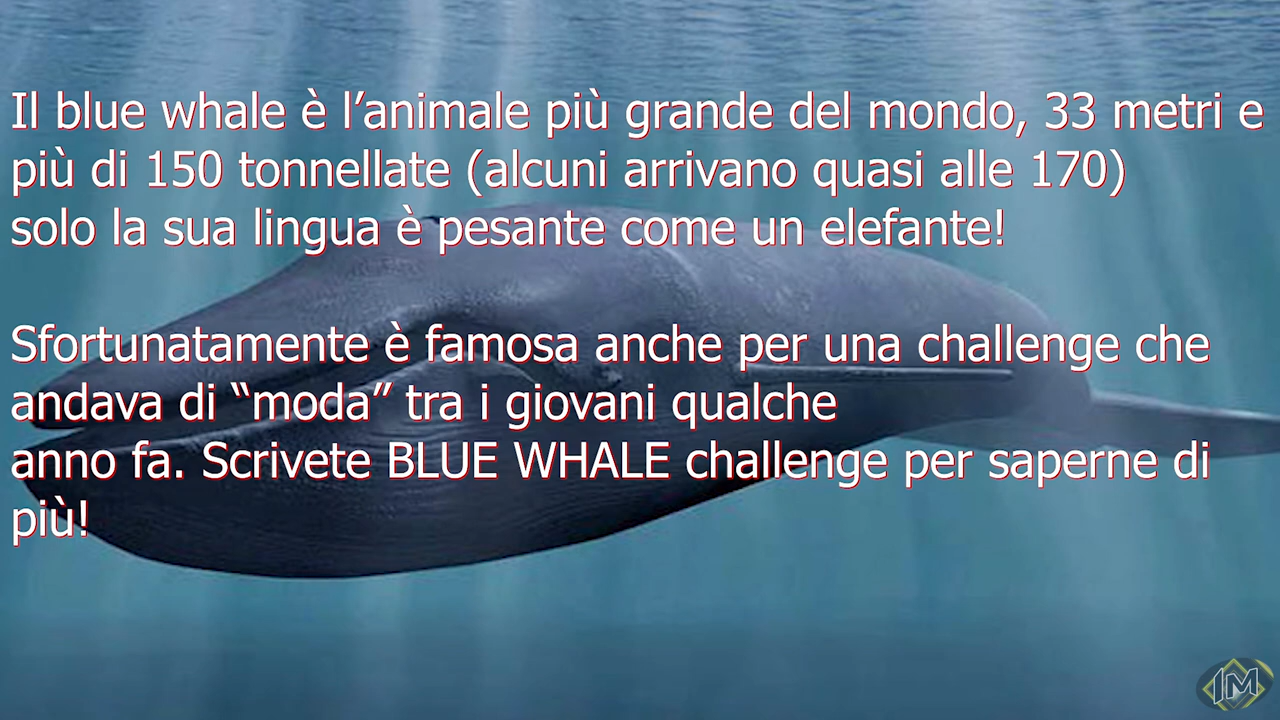 Il blue whale è l’animale più grande del mondo, 33 metri e
più di 150 tonnellate (alcuni arrivano quasi alle 170)
solo la sua lingua è pesante come un elefante!
Sfortunatamente è famosa anche per una challenge che
andava di “moda” tra i giovani qualche
anno fa. Scrivete BLUE WHALE challenge per saperne di
più!
IM